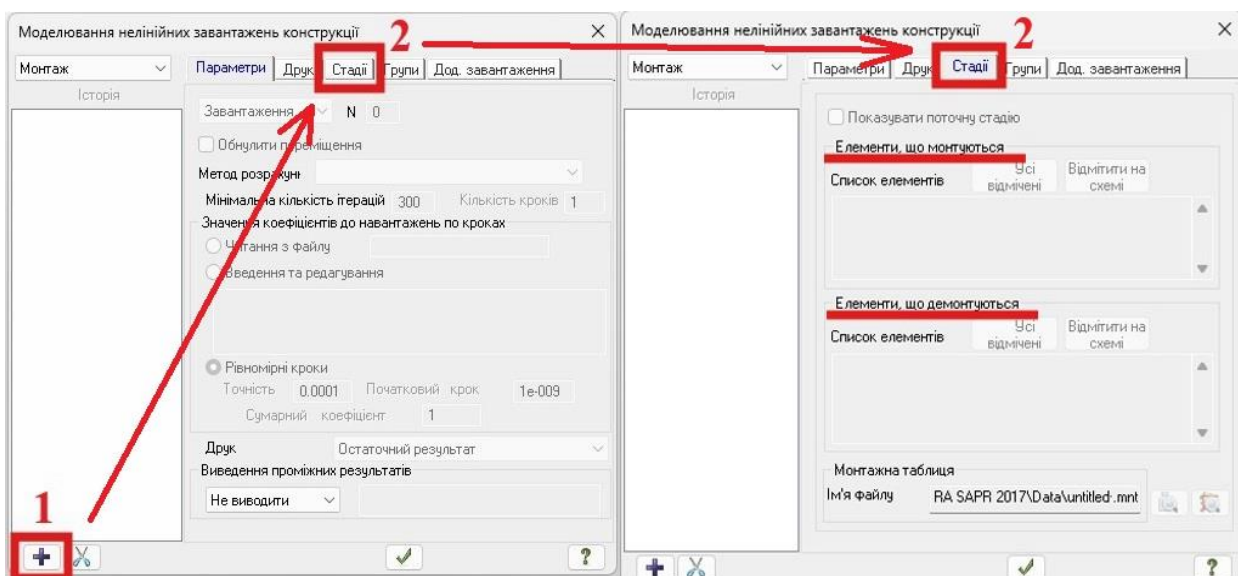 Моделювання нелінійних завантажень конструкції
2
Монтаж
Параметри Друк Стадії Групи Дод. завантаження
Історія
Завантаження N 0
Обнулити переміщення
Метод розрахунк
Мінімальна кількість ітерацій 300 Кількість кроків 1
Значення коефіцієнтів до навантажень по кроках
Читання з файлу
Введення та редагування
Рівномірні кроки
Точність 0.0001 Початковий крок 1e-009
Сумарний коефіцієнт 1
Друк Остаточний результат
Виведення проміжних результатів
Не виводити
1
?
Моделювання нелінійних завантажень конструкції
2
Монтаж
Параметри Друк Стадії Групи Дод. завантаження
Історія
Показувати поточну стадію
Елементи, що монтуються
Список елементів Усі відмічені Відмітити на схемі
Елементи, що демонтуються
Список елементів Усі відмічені Відмітити на схемі
Монтажна таблиця
Ім'я файлу RA SAPR 2017\Data\untitled·.mnt
?